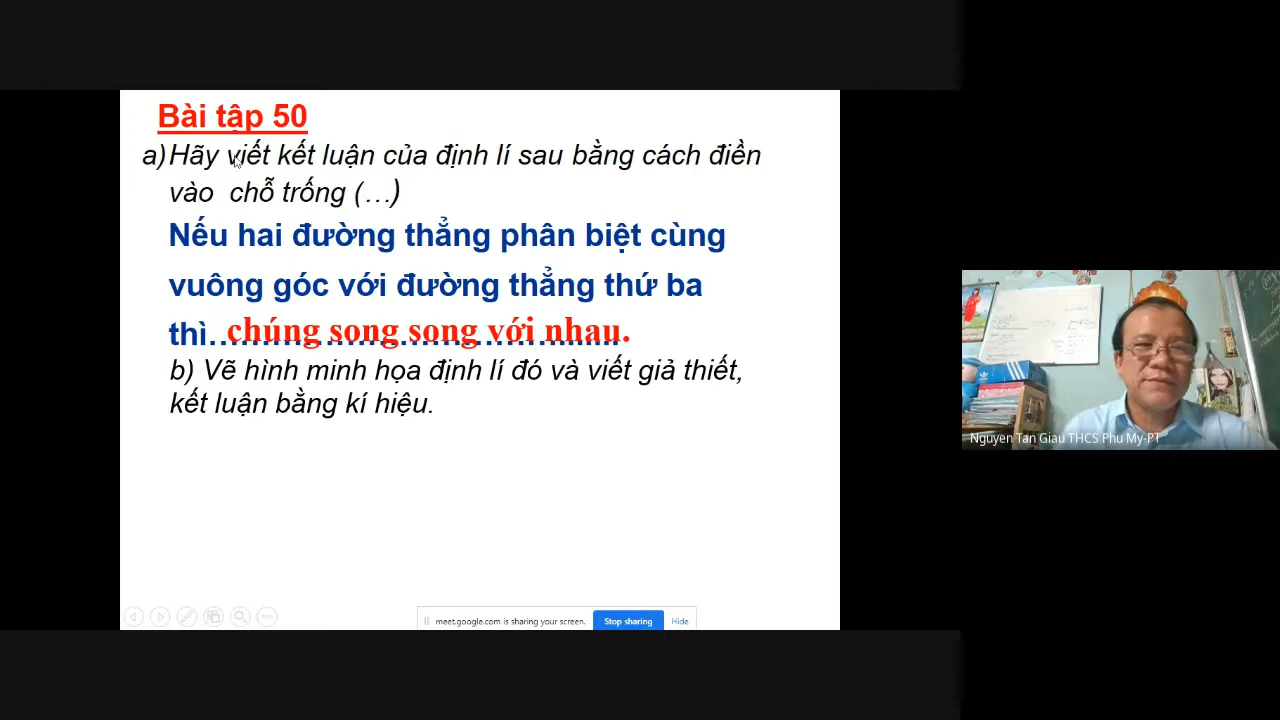 Bài tập 50
a)Hãy viết kết luận của định lí sau bằng cách điền
vào chỗ trống (…)
Nếu hai đường thẳng phân biệt cùng
vuông góc với đường thẳng thứ ba
thì chúng song song với nhau.
b) Vẽ hình minh họa định lí đó và viết giả thiết,
kết luận bằng kí hiệu.
meet.google.com is sharing your screen. Stop sharing Hide
Nguyen Tan Giau THCS Phu My-PT